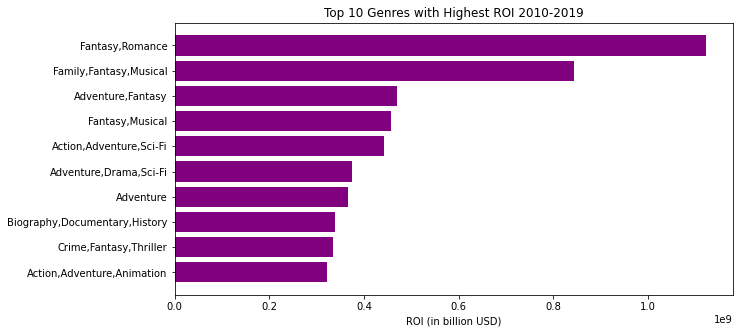 Top 10 Genres with Highest ROI 2010-2019
Fantasy,Romance
Family,Fantasy,Musical
Adventure,Fantasy
Fantasy,Musical
Action,Adventure,Sci-Fi
Adventure,Drama,Sci-Fi
Adventure
Biography,Documentary,History
Crime,Fantasy,Thriller
Action,Adventure,Animation
0.0 0.2 0.4 0.6 0.8 1.0
1e9
ROI (in billion USD)